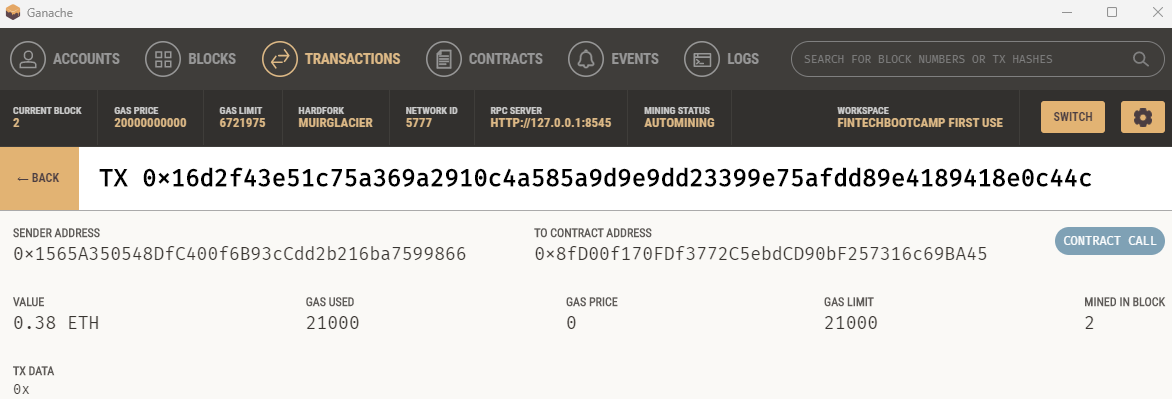 Ganache
ACCOUNTS BLOCKS TRANSACTIONS CONTRACTS EVENTS LOGS SEARCH FOR BLOCK NUMBERS OR TX HASHES
CURRENT BLOCK GAS PRICE GAS LIMIT HARDFORK NETWORK ID RPC SERVER MINING STATUS WORKSPACE
2 20000000000 6721975 MUIRGLACIER 5777 HTTP://127.0.0.1:8545 AUTOMINING FINTECHBOOTCAMP FIRST USE SWITCH
← BACK TX 0×16d2f43e51c75a369a2910c4a585a9d9e9dd23399e75afdd89e4189418e0c44c
SENDER ADDRESS TO CONTRACT ADDRESS
0×1565A350548DfC400f6B93cCdd2b216ba7599866 0×8fD00f170FDf3772C5ebdCD90bF257316c69BA45 CONTRACT CALL
VALUE GAS USED GAS PRICE GAS LIMIT MINED IN BLOCK
0.38 ETH 21000 0 21000 2
TX DATA
0x